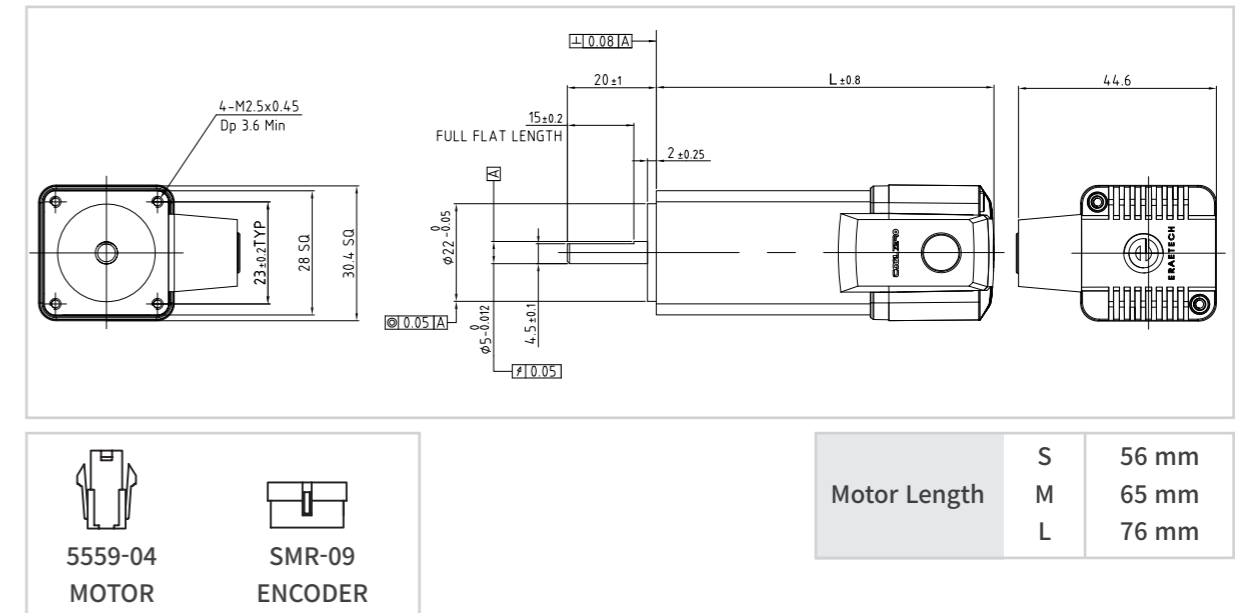 ⊥ 0.08 A
20±1
L±0.8
44.6
4-M2.5x0.45
Dp 3.6 Min
15±0.2
FULL FLAT LENGTH
2 ±0.25
A
23±0.2TYP
28 SQ
30.4 SQ
0
ϕ22 -0.05
◎ 0.05 A
0
ϕ5-0.012
4.5±0.1
↗ 0.05
ERAETECH
5559-04
MOTOR
SMR-09
ENCODER
Motor Length
S 56 mm
M 65 mm
L 76 mm